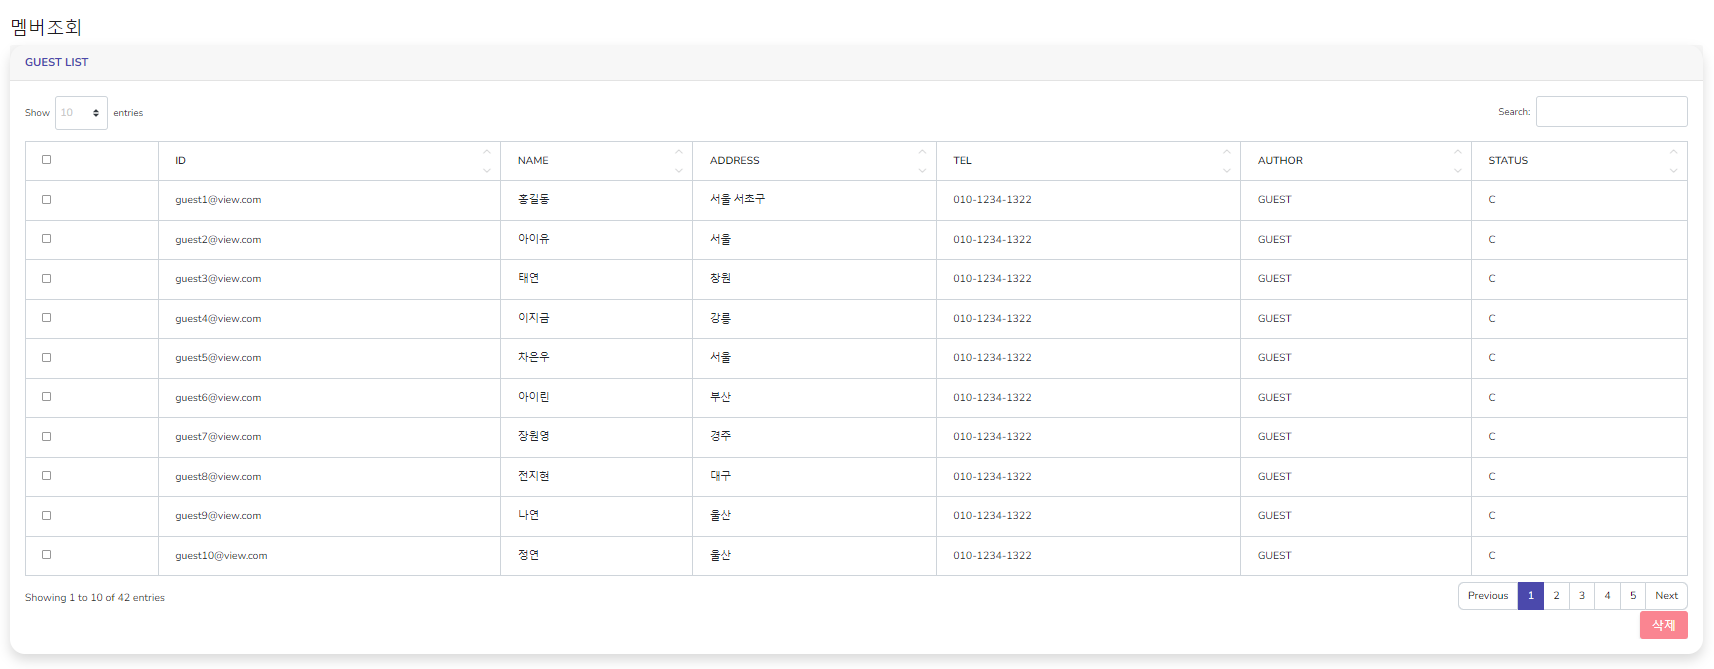 멤버조회
GUEST LIST
Show 10 entries
Search:
ID NAME ADDRESS TEL AUTHOR STATUS
guest1@view.com 홍길동 서울 서초구 010-1234-1322 GUEST C
guest2@view.com 아이유 서울 010-1234-1322 GUEST C
guest3@view.com 태연 창원 010-1234-1322 GUEST C
guest4@view.com 이지금 강릉 010-1234-1322 GUEST C
guest5@view.com 차은우 서울 010-1234-1322 GUEST C
guest6@view.com 아이린 부산 010-1234-1322 GUEST C
guest7@view.com 장원영 경주 010-1234-1322 GUEST C
guest8@view.com 전지현 대구 010-1234-1322 GUEST C
guest9@view.com 나연 울산 010-1234-1322 GUEST C
guest10@view.com 정연 울산 010-1234-1322 GUEST C
Showing 1 to 10 of 42 entries
Previous 1 2 3 4 5 Next
삭제